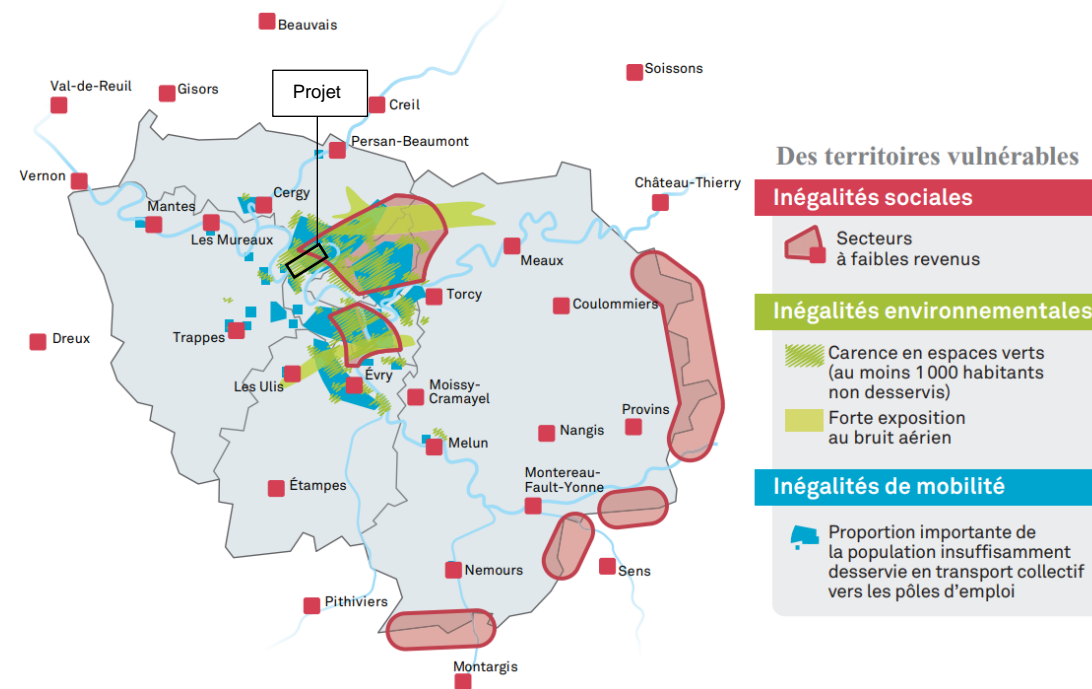 Beauvais
Soissons
Val-de-Reuil
Gisors
Projet
Creil
Persan-Beaumont
Vernon
Château-Thierry
Cergy
Mantes
Les Mureaux
Meaux
Torcy
Coulommiers
Dreux
Trappes
Les Ulis
Évry
Moissy-
Cramayel
Provins
Nangis
Melun
Étampes
Montereau-
Fault-Yonne
Nemours
Sens
Pithiviers
Montargis
Des territoires vulnérables
Inégalités sociales
Secteurs
à faibles revenus
Inégalités environnementales
Carence en espaces verts
(au moins 1 000 habitants
non desservis)
Forte exposition
au bruit aérien
Inégalités de mobilité
Proportion importante de
la population insuffisamment
desservie en transport collectif
vers les pôles d'emploi